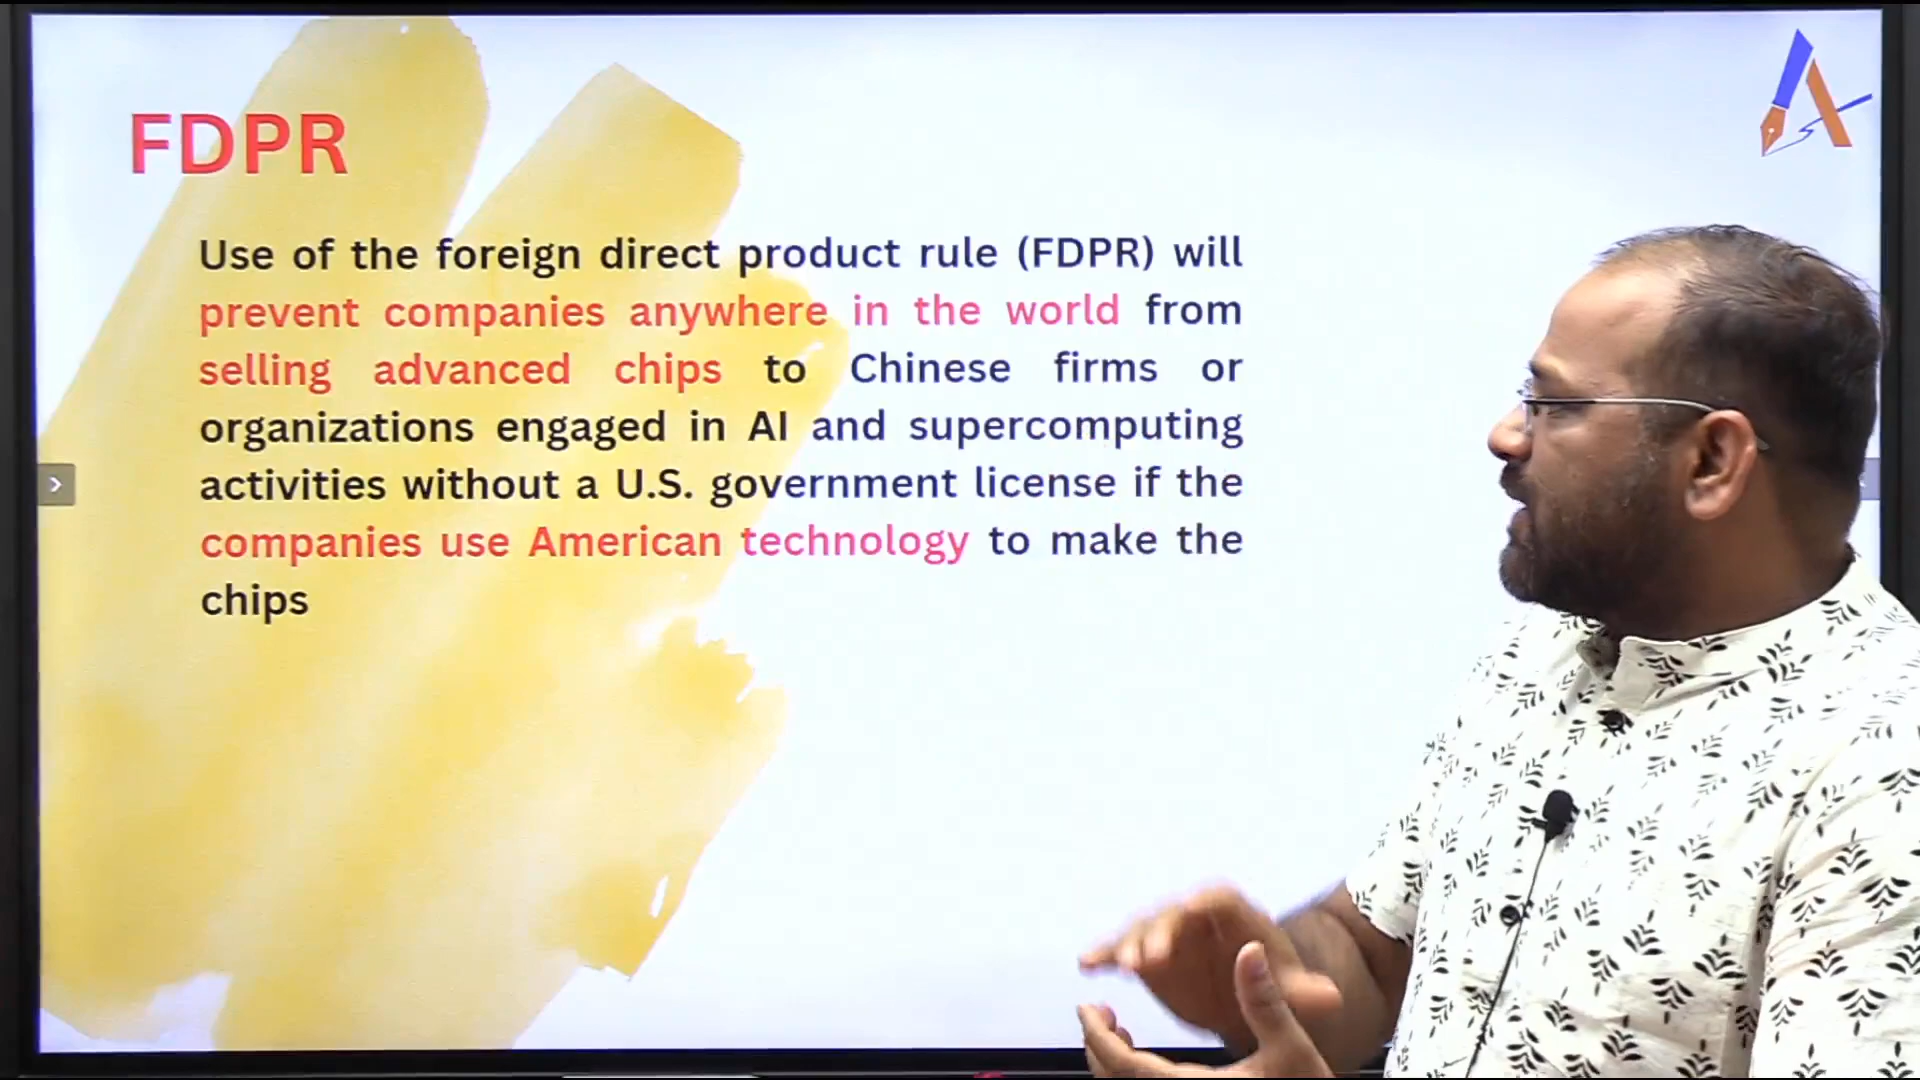 FDPR
Use of the foreign direct product rule (FDPR) will
prevent companies anywhere in the world from
selling advanced chips to Chinese firms or
organizations engaged in AI and supercomputing
activities without a U.S. government license if the
companies use American technology to make the
chips